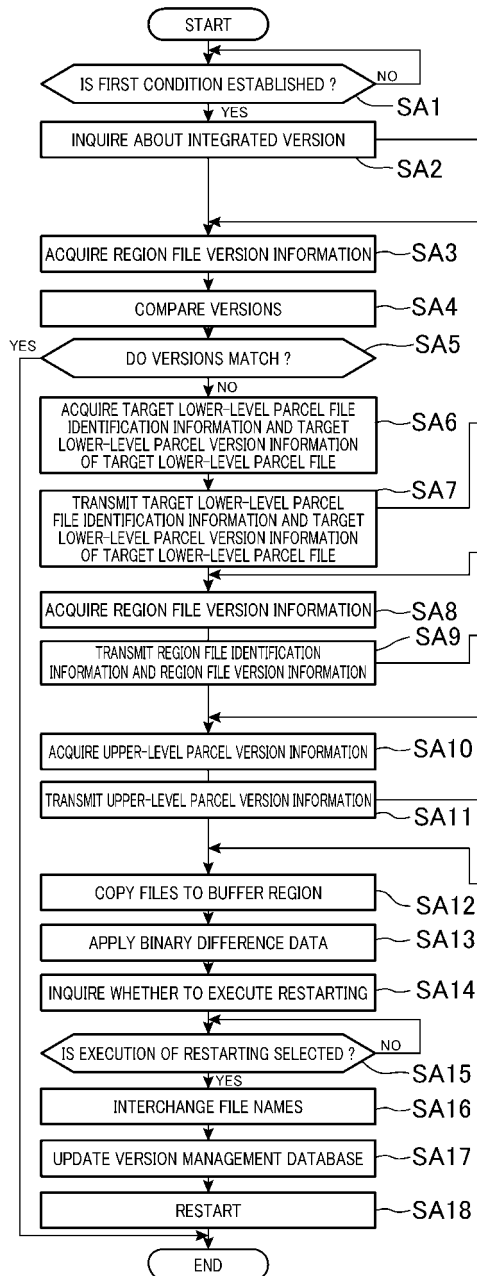 START
IS FIRST CONDITION ESTABLISHED ?
NO
SA1
YES
INQUIRE ABOUT INTEGRATED VERSION
SA2
ACQUIRE REGION FILE VERSION INFORMATION
SA3
COMPARE VERSIONS
SA4
YES
DO VERSIONS MATCH ?
SA5
NO
ACQUIRE TARGET LOWER-LEVEL PARCEL FILE
IDENTIFICATION INFORMATION AND TARGET
LOWER-LEVEL PARCEL VERSION INFORMATION
OF TARGET LOWER-LEVEL PARCEL FILE
SA6
TRANSMIT TARGET LOWER-LEVEL PARCEL
FILE IDENTIFICATION INFORMATION AND TARGET
LOWER-LEVEL PARCEL VERSION INFORMATION
OF TARGET LOWER-LEVEL PARCEL FILE
SA7
ACQUIRE REGION FILE VERSION INFORMATION
SA8
TRANSMIT REGION FILE IDENTIFICATION
INFORMATION AND REGION FILE VERSION INFORMATION
SA9
ACQUIRE UPPER-LEVEL PARCEL VERSION INFORMATION
SA10
TRANSMIT UPPER-LEVEL PARCEL VERSION INFORMATION
SA11
COPY FILES TO BUFFER REGION
SA12
APPLY BINARY DIFFERENCE DATA
SA13
INQUIRE WHETHER TO EXECUTE RESTARTING
SA14
IS EXECUTION OF RESTARTING SELECTED ?
NO
SA15
YES
INTERCHANGE FILE NAMES
SA16
UPDATE VERSION MANAGEMENT DATABASE
SA17
RESTART
SA18
END